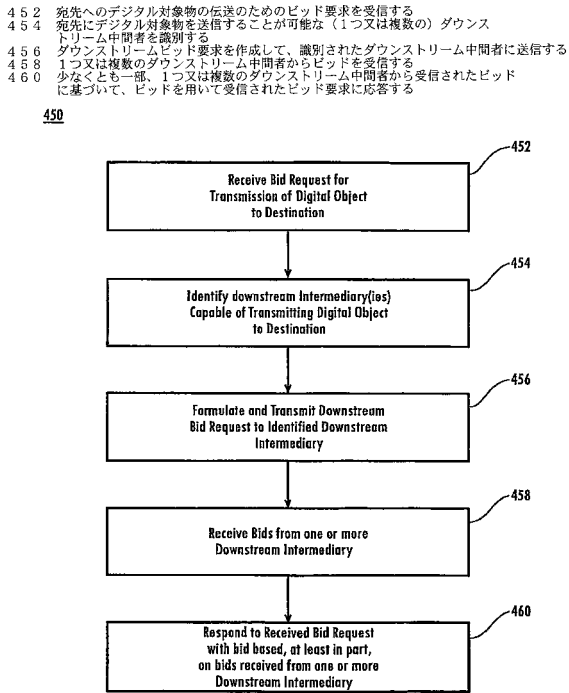 ４５２ 宛先へのデジタル対象物の伝送のためのビッド要求を受信する
４５４ 宛先にデジタル対象物を送信することが可能な（１つ又は複数の）ダウンス
トリーム中間者を識別する
４５６ ダウンストリームビッド要求を作成して、識別されたダウンストリーム中間者に送信する
４５８ １つ又は複数のダウンストリーム中間者からビッドを受信する
４６０ 少なくとも一部、１つ又は複数のダウンストリーム中間者から受信されたビッド
に基づいて、ビッドを用いて受信されたビッド要求に応答する
450
452
Receive Bid Request for
Transmission of Digital Object
to Destination
454
Identify downstream Intermediary(ies)
Capable of Transmitting Digital Object
to Destination
456
Formulate and Transmit Downstream
Bid Request to Identified Downstream
Intermediary
458
Receive Bids from one or more
Downstream Intermediary
460
Respond to Received Bid Request
with bid based, at least in part,
on bids received from one or more
Downstream Intermediary